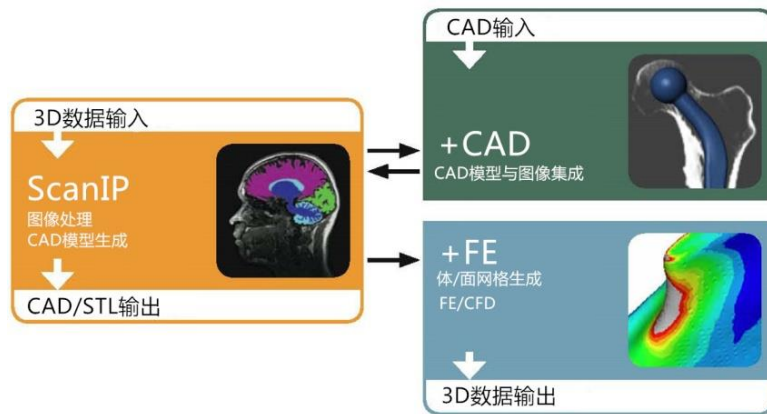 3D数据输入
ScanIP
图像处理
CAD模型生成
CAD/STL输出
CAD输入
+CAD
CAD模型与图像集成
+FE
体/面网格生成
FE/CFD
3D数据输出